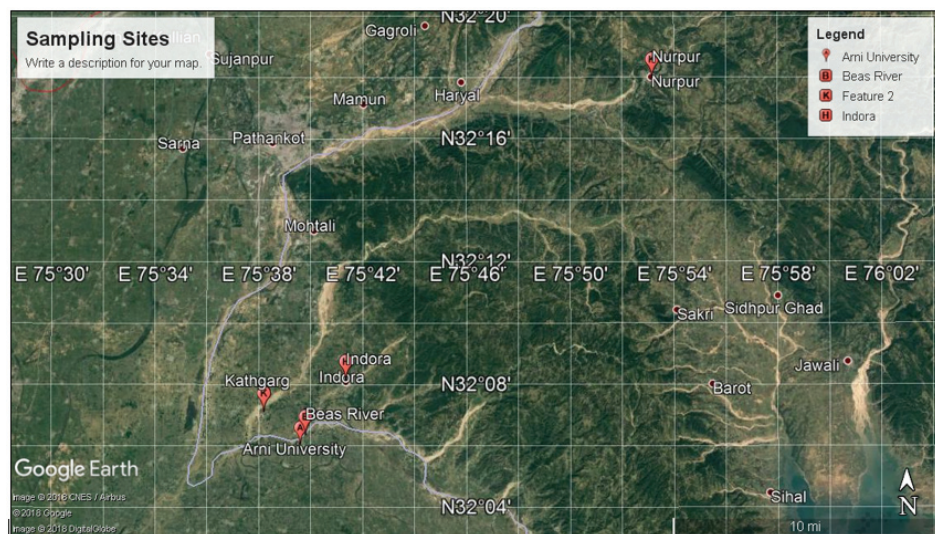 Sampling Sites
Write a description for your map.
N32°20'
Gagroli
Legend
Arni University
B Beas River
K Feature 2
H Indora
Sujanpur
Nurpur
Nurpur
Mamun
Haryal
Sarna
Pathankot
N32°16'
Mohtali
N32°12'
E 75°30'
E 75°34'
E 75°38'
E 75°42'
E 75°46'
E 75°50'
E 75°54'
E 75°58'
E 76°02'
Sakri
Sidhpur Ghad
Indora
Indora
Jawali
Kathgarg
K
N32°08'
Barot
Beas River
A
Arni University
Google Earth
Image © 2018 CNES / Airbus
© 2018 Google
Image © 2018 DigitalGlobe
N32°04'
Sihal
N
10 mi